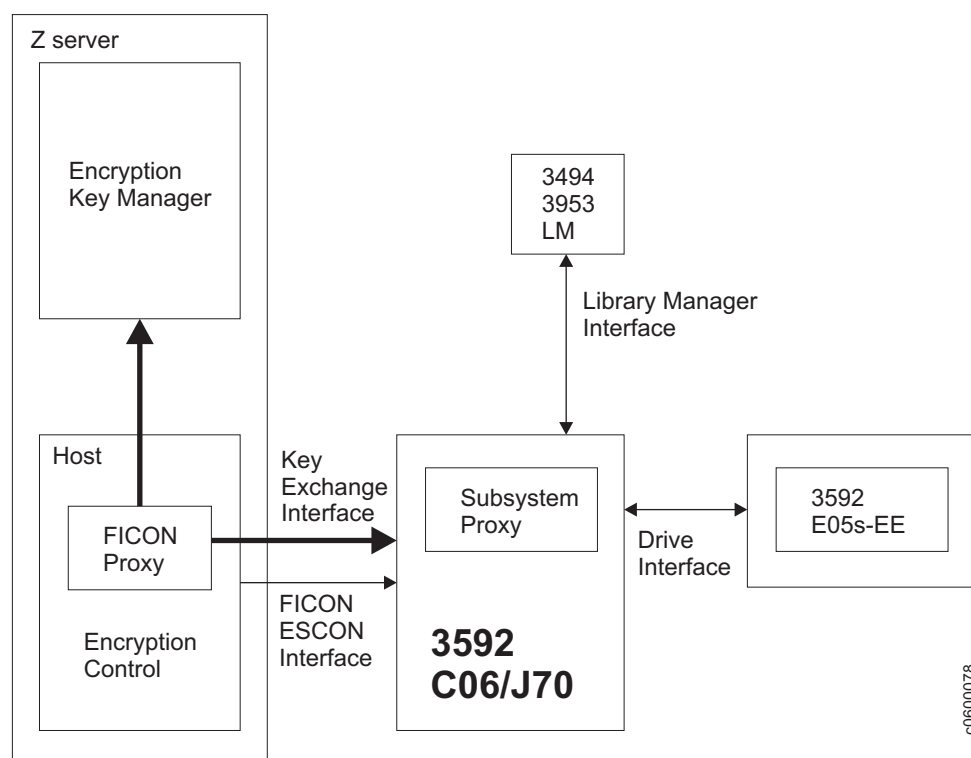 Z server
Encryption
Key Manager
3494
3953
LM
Library Manager
Interface
Host
FICON
Proxy
Encryption
Control
Key
Exchange
Interface
FICON
ESCON
Interface
Subsystem
Proxy
3592
C06/J70
Drive
Interface
3592
E05s-EE
c0600078